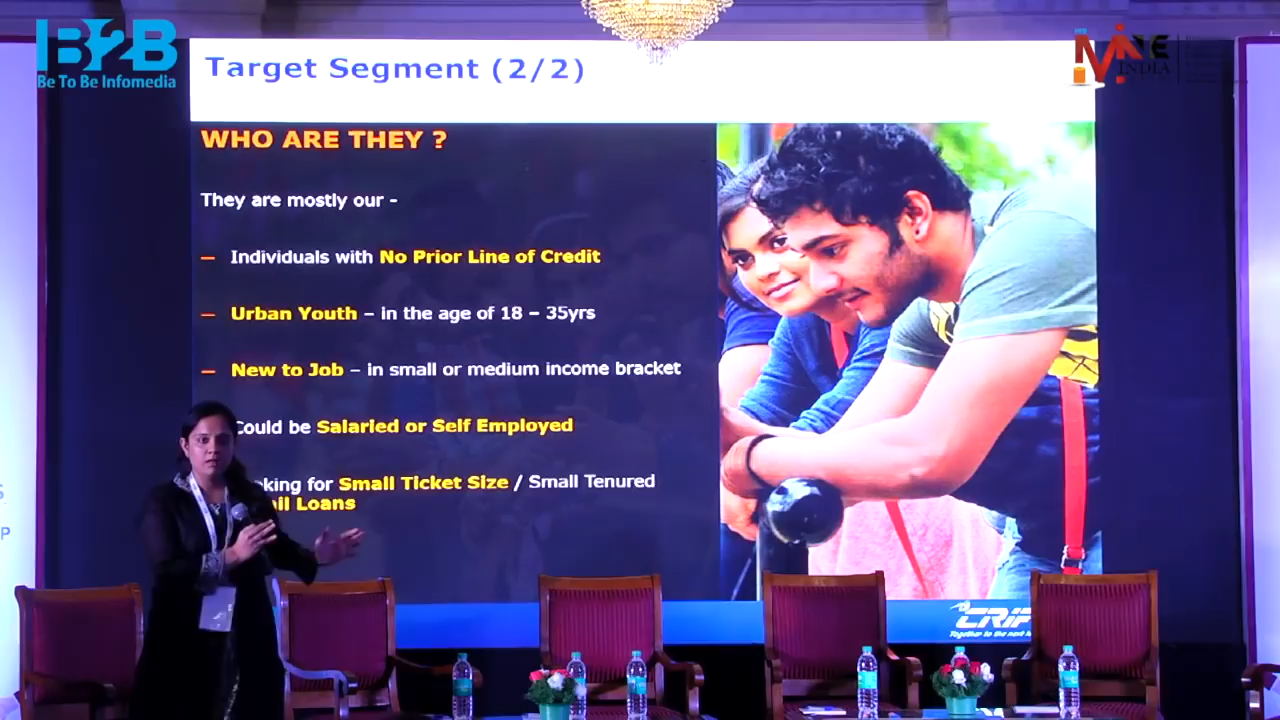 B2B
Be To Be Infomedia
Target Segment (2/2)
INDIA
WHO ARE THEY ?
They are mostly our -
– Individuals with No Prior Line of Credit
– Urban Youth – in the age of 18 – 35yrs
– New to Job – in small or medium income bracket
Could be Salaried or Self Employed
for Small Ticket Size / Small Tenured
Loans
CRIF
Together to the next